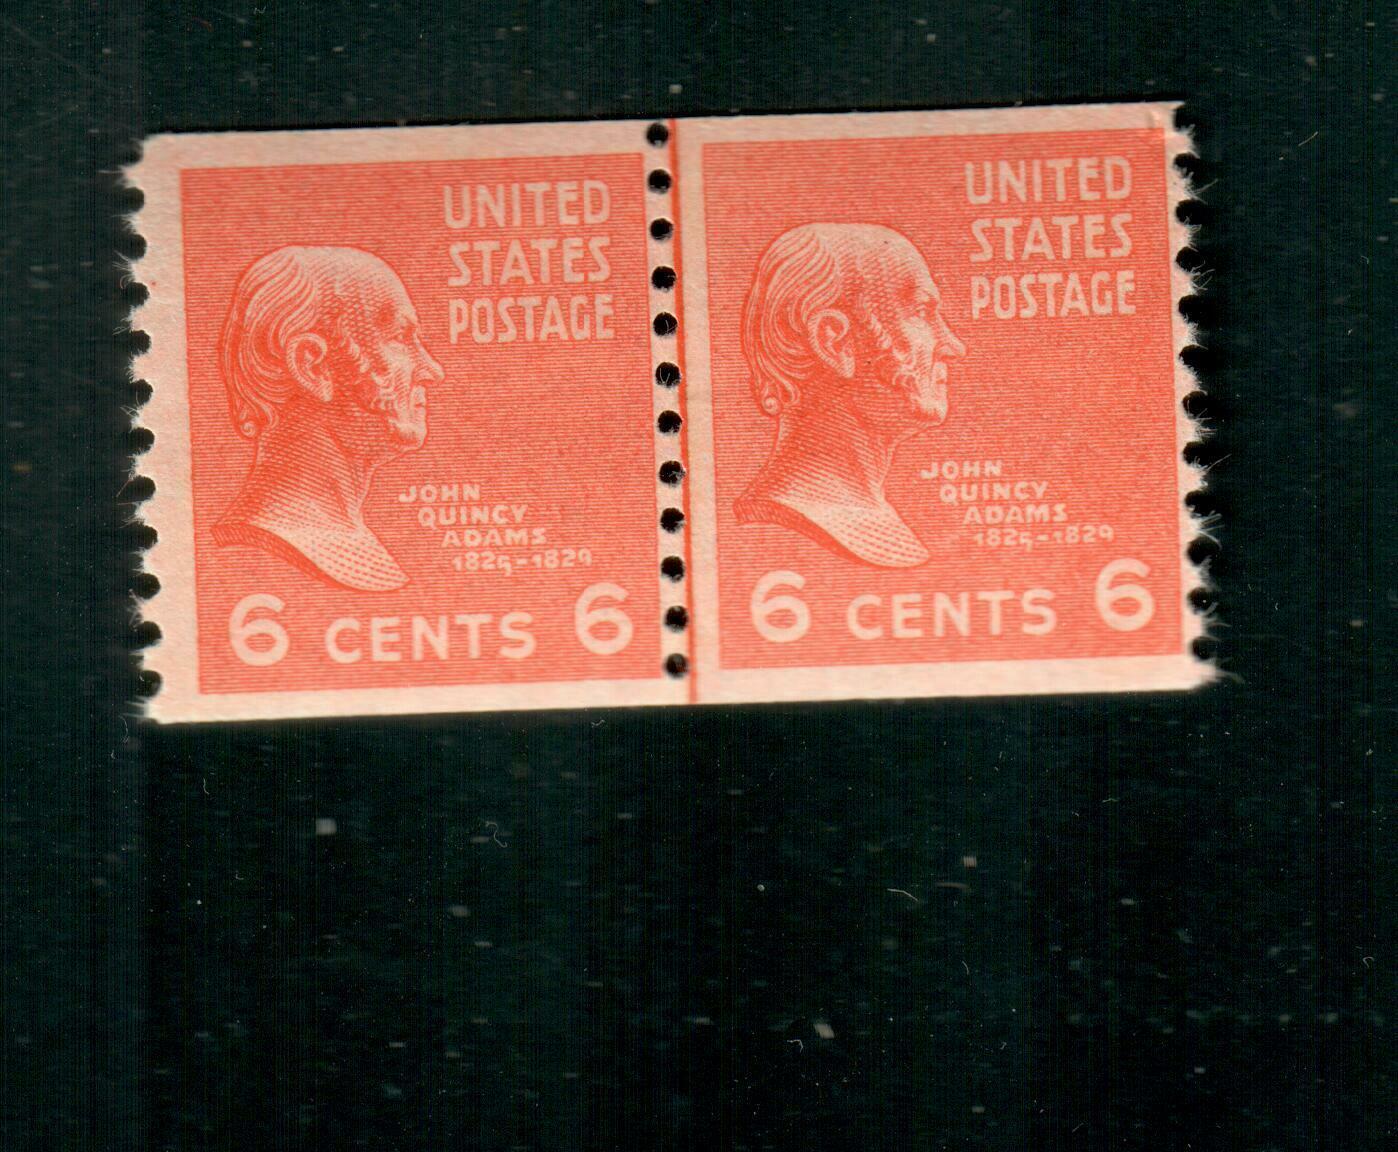 UNITED
STATES
POSTAGE
JOHN
QUINCY
ADAMS
1825-1829
6 CENTS 6
UNITED
STATES
POSTAGE
JOHN
QUINCY
ADAMS
1825-1829
6 CENTS 6